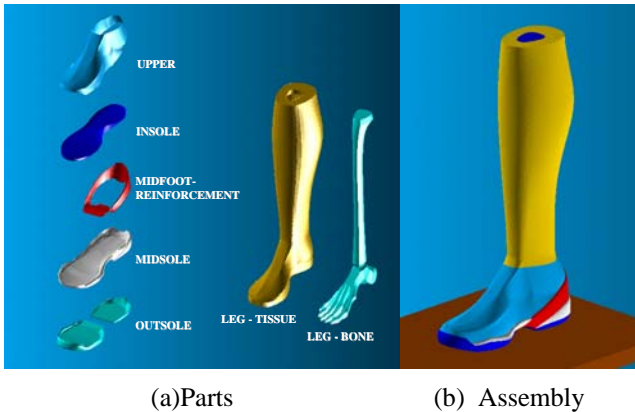 UPPER
INSOLE
MIDFOOT-
REINFORCEMENT
MIDSOLE
OUTSOLE
LEG - TISSUE
LEG - BONE
(a)Parts
(b) Assembly